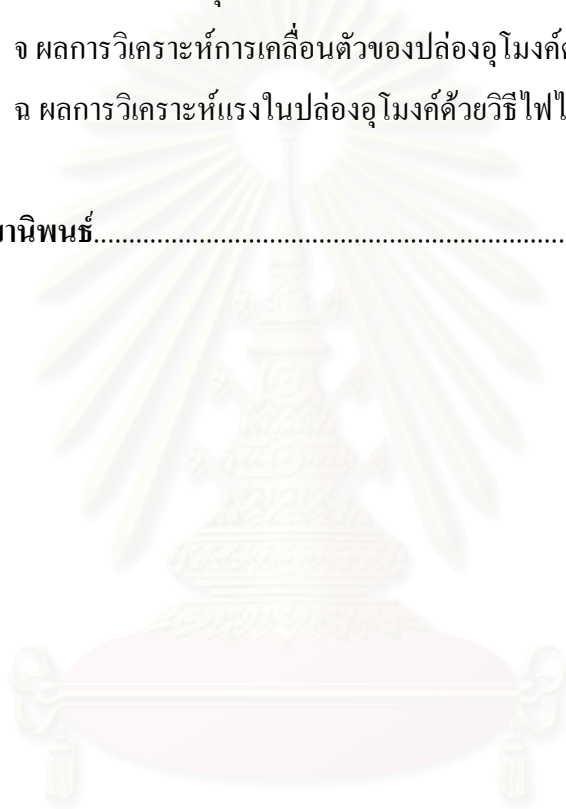 จ ผลการวิเคราะห์การเคลื่อนตัวของปล่องอุโมงค์
ฉ ผลการวิเคราะห์แรงในปล่องอุโมงค์ด้วยวิธีไฟไ
านิพนธ์................................................................